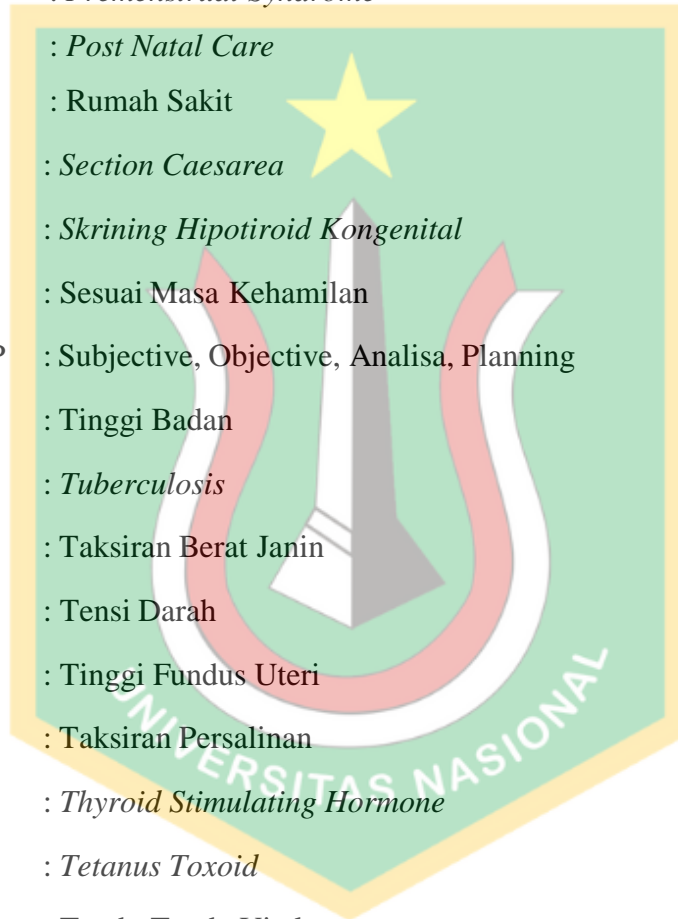 : Post Natal Care
: Rumah Sakit
: Section Caesarea
: Skrining Hipotiroid Kongenital
: Sesuai Masa Kehamilan
P : Subjective, Objective, Analisa, Planning
: Tinggi Badan
: Tuberculosis
: Taksiran Berat Janin
: Tensi Darah
: Tinggi Fundus Uteri
: Taksiran Persalinan
: Thyroid Stimulating Hormone
: Tetanus Toxoid
UNIVERSITAS NASIONAL